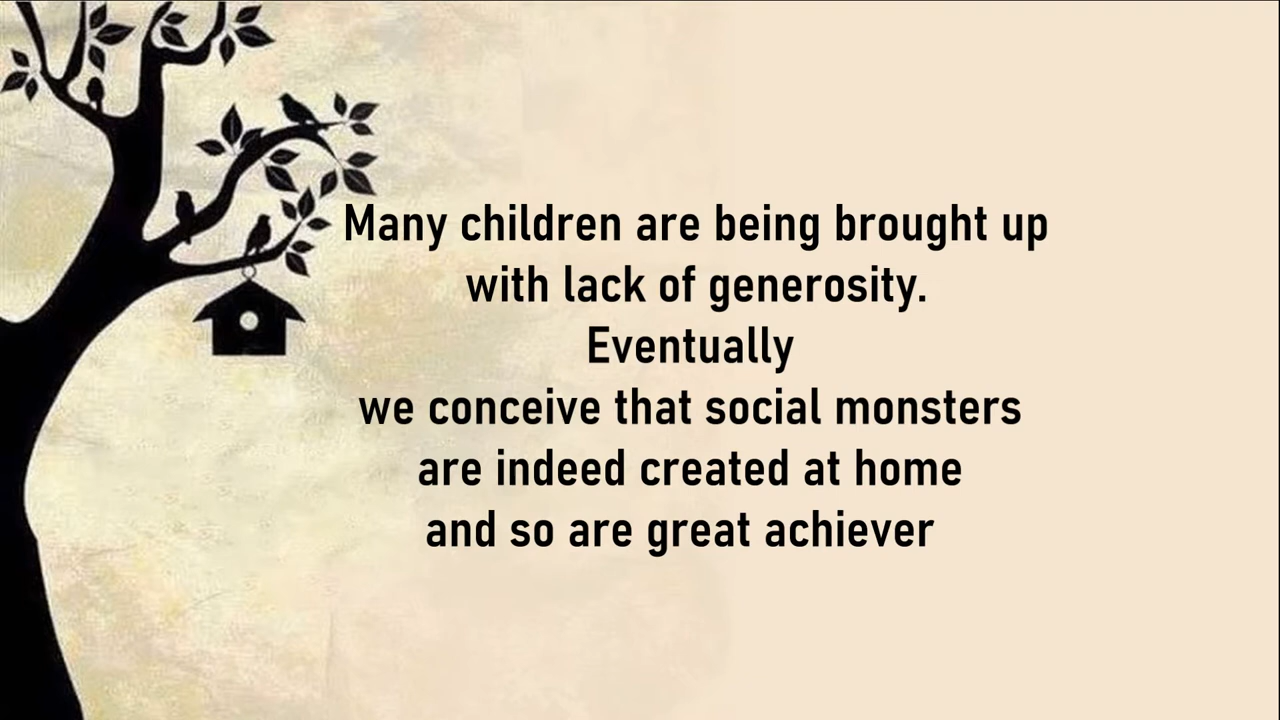 Many children are being brought up
with lack of generosity.
Eventually
we conceive that social monsters
are indeed created at home
and so are great achiever